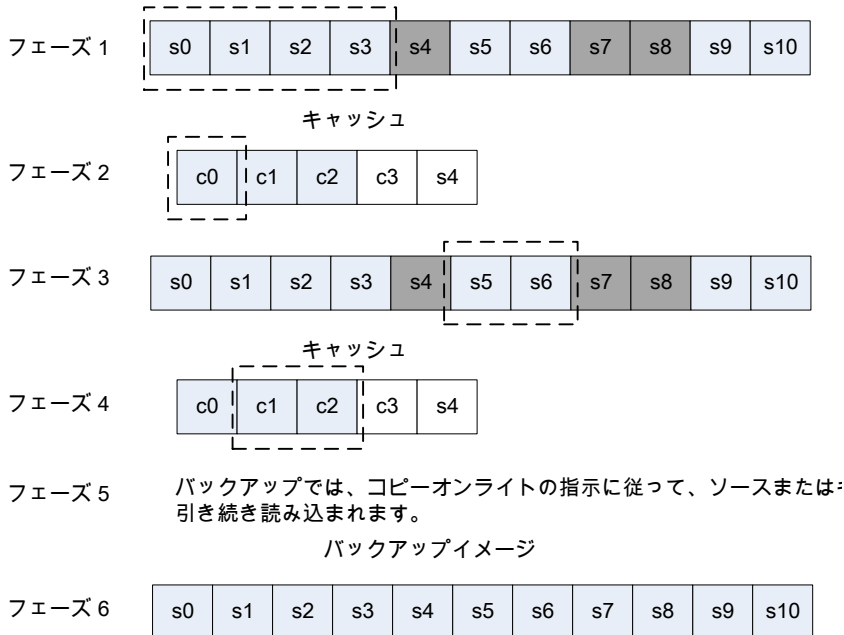 フェーズ 1 s0 s1 s2 s3 s4 s5 s6 s7 s8 s9 s10
キャッシュ
フェーズ 2 c0 c1 c2 c3 s4
フェーズ 3 s0 s1 s2 s3 s4 s5 s6 s7 s8 s9 s10
キャッシュ
フェーズ 4 c0 c1 c2 c3 s4
フェーズ 5 バックアップでは、コピーオンライトの指示に従って、ソースまたは
引き続き読み込まれます。
バックアップイメージ
フェーズ 6 s0 s1 s2 s3 s4 s5 s6 s7 s8 s9 s10